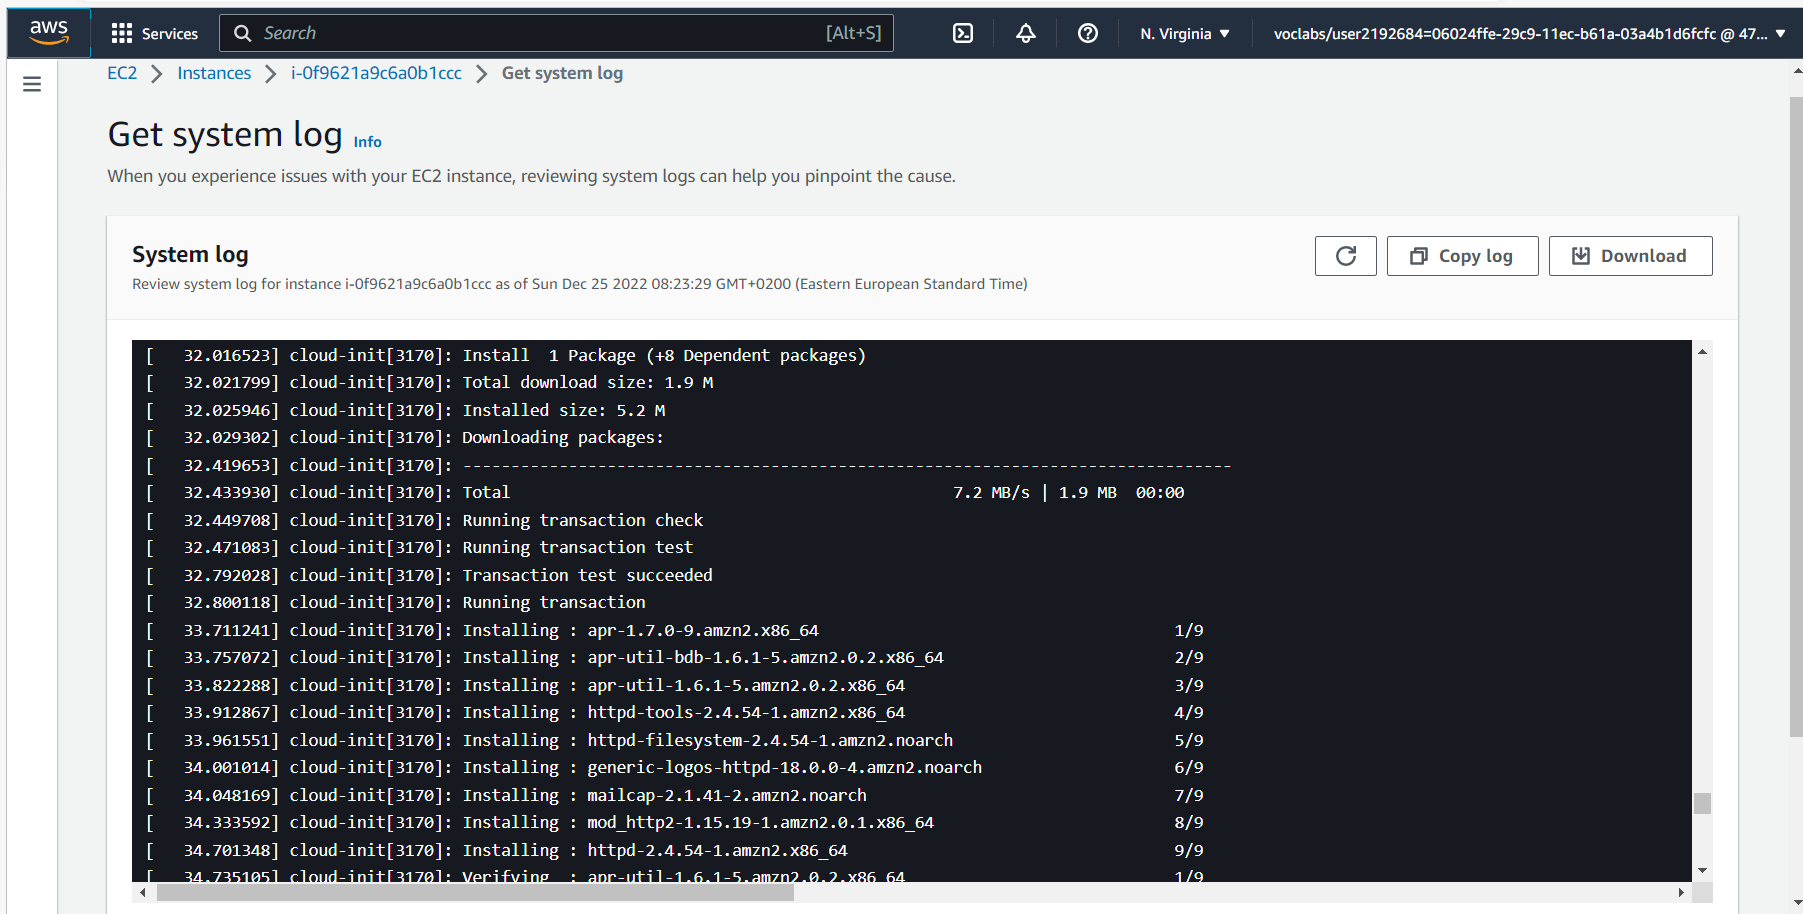 aws Services Search [Alt+S] N. Virginia voclabs/user2192684=06024ffe-29c9-11ec-b61a-03a4b1d6fcfc @ 47...
EC2 Instances i-0f9621a9c6a0b1ccc Get system log
Get system log Info
When you experience issues with your EC2 instance, reviewing system logs can help you pinpoint the cause.
System log
Copy log Download
Review system log for instance i-0f9621a9c6a0b1ccc as of Sun Dec 25 2022 08:23:29 GMT+0200 (Eastern European Standard Time)
[   32.016523] cloud-init[3170]: Install  1 Package (+8 Dependent packages)
[   32.021799] cloud-init[3170]: Total download size: 1.9 M
[   32.025946] cloud-init[3170]: Installed size: 5.2 M
[   32.029302] cloud-init[3170]: Downloading packages:
[   32.419653] cloud-init[3170]: --------------------------------------------------------------------------------
[   32.433930] cloud-init[3170]: Total                                              7.2 MB/s | 1.9 MB  00:00
[   32.449708] cloud-init[3170]: Running transaction check
[   32.471083] cloud-init[3170]: Running transaction test
[   32.792028] cloud-init[3170]: Transaction test succeeded
[   32.800118] cloud-init[3170]: Running transaction
[   33.711241] cloud-init[3170]: Installing : apr-1.7.0-9.amzn2.x86_64                                     1/9
[   33.757072] cloud-init[3170]: Installing : apr-util-bdb-1.6.1-5.amzn2.0.2.x86_64                        2/9
[   33.822288] cloud-init[3170]: Installing : apr-util-1.6.1-5.amzn2.0.2.x86_64                            3/9
[   33.912867] cloud-init[3170]: Installing : httpd-tools-2.4.54-1.amzn2.x86_64                            4/9
[   33.961551] cloud-init[3170]: Installing : httpd-filesystem-2.4.54-1.amzn2.noarch                       5/9
[   34.001014] cloud-init[3170]: Installing : generic-logos-httpd-18.0.0-4.amzn2.noarch                    6/9
[   34.048169] cloud-init[3170]: Installing : mailcap-2.1.41-2.amzn2.noarch                                7/9
[   34.333592] cloud-init[3170]: Installing : mod_http2-1.15.19-1.amzn2.0.1.x86_64                         8/9
[   34.701348] cloud-init[3170]: Installing : httpd-2.4.54-1.amzn2.x86_64                                  9/9
[   34.735105] cloud-init[3170]: Verifying  : apr-util-1.6.1-5.amzn2.0.2.x86_64                            1/9